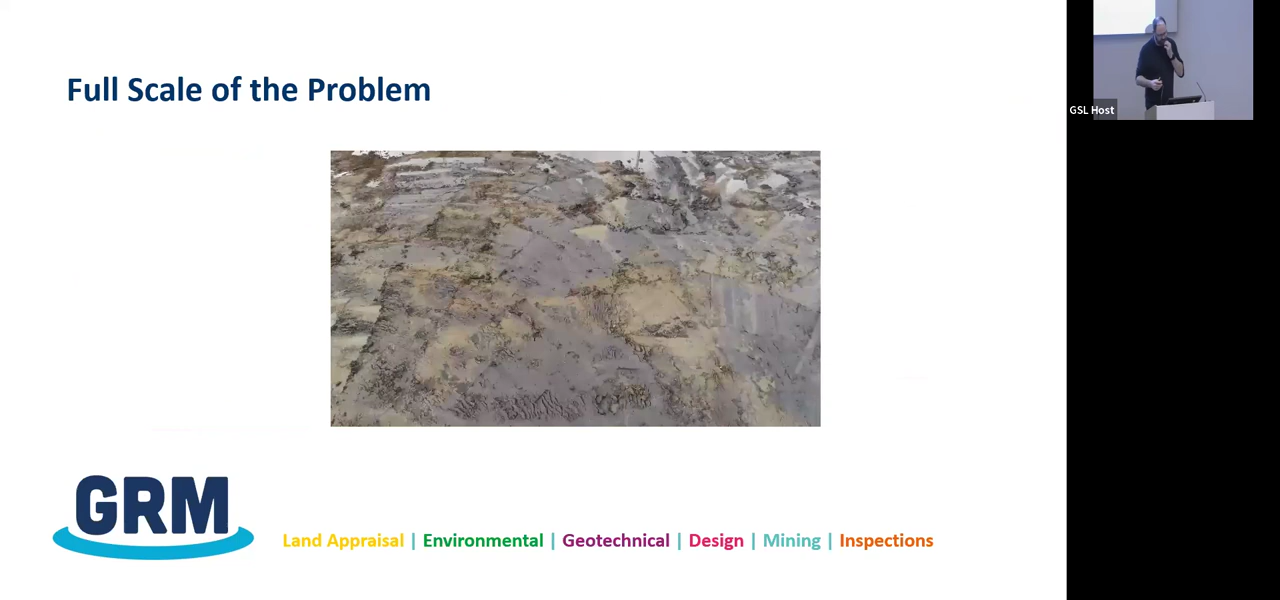 Full Scale of the Problem
GSL Host
GRM
Land Appraisal | Environmental | Geotechnical | Design | Mining | Inspections